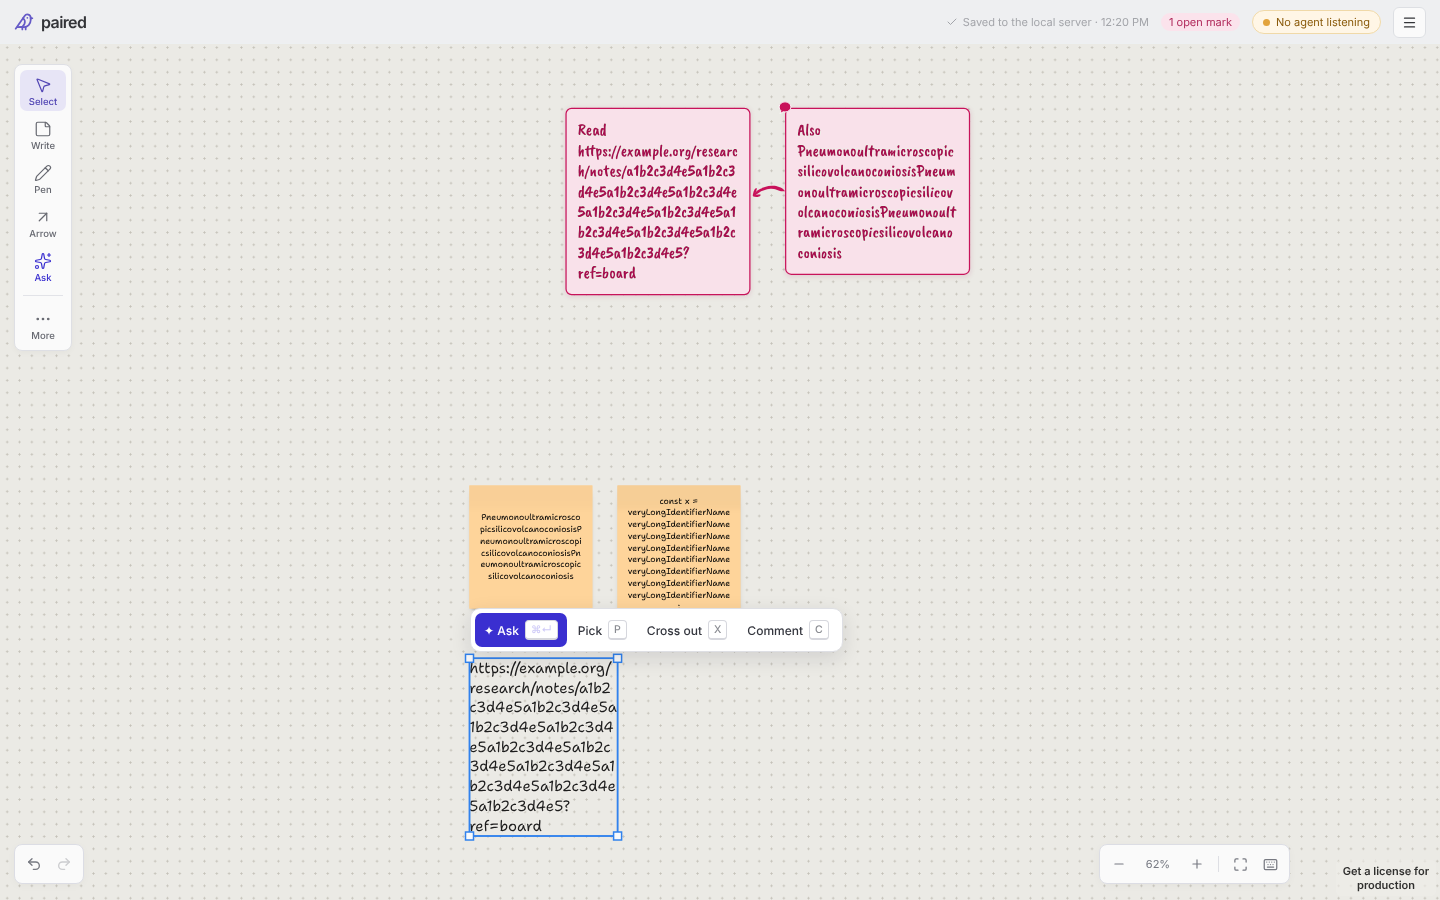 paired
Saved to the local server · 12:20 PM
1 open mark
No agent listening
Select
Write
Pen
Arrow
Ask
More
Read
https://example.org/researc
h/notes/a1b2c3d4e5a1b2c3
d4e5a1b2c3d4e5a1b2c3d4e
5a1b2c3d4e5a1b2c3d4e5a1
b2c3d4e5a1b2c3d4e5a1b2c
3d4e5a1b2c3d4e5?
ref=board
Also
Pneumonoultramicroscopic
silicovolcanoconiosisPneum
onoultramicroscopicsilicov
olcanoconiosisPneumonoult
ramicroscopicsilicovolcano
coniosis
Pneumonoultramicrosco
picsilicovolcanoconiosisP
neumonoultramicroscopi
csilicovolcanoconiosisPn
eumonoultramicroscopic
silicovolcanoconiosis
const x =
veryLongIdentifierName
veryLongIdentifierName
veryLongIdentifierName
veryLongIdentifierName
veryLongIdentifierName
veryLongIdentifierName
veryLongIdentifierName
veryLongIdentifierName
Ask ⌘↵ Pick P Cross out X Comment C
https://example.org/
research/notes/a1b2
c3d4e5a1b2c3d4e5a
1b2c3d4e5a1b2c3d4
e5a1b2c3d4e5a1b2c
3d4e5a1b2c3d4e5a1
b2c3d4e5a1b2c3d4e
5a1b2c3d4e5?
ref=board
62%
Get a license for
production